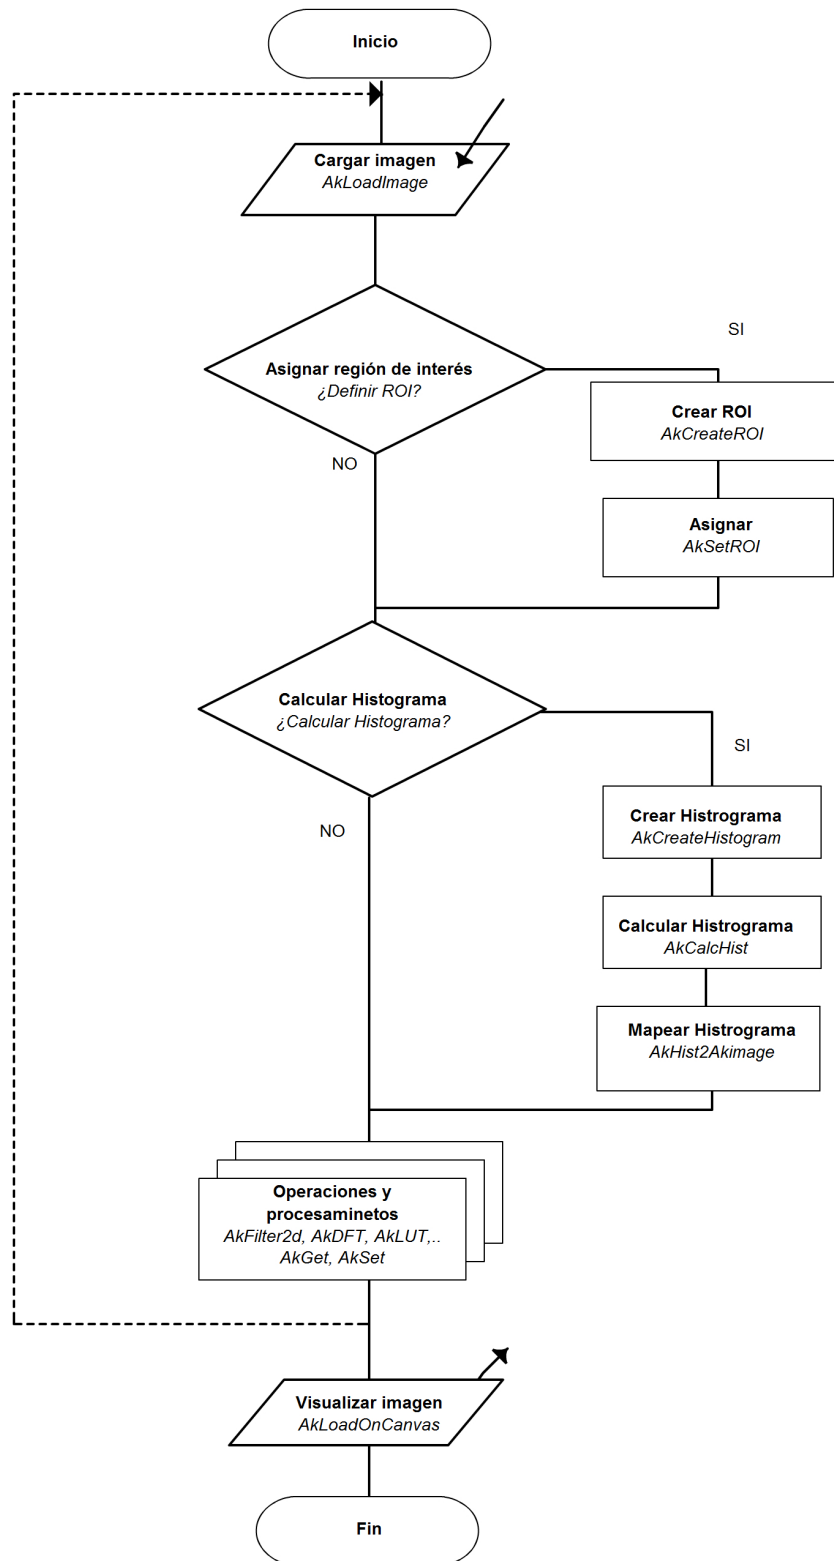 Inicio
Cargar imagen
AkLoadImage
Asignar región de interés
¿Definir ROI?
SI
Crear ROI
AkCreateROI
NO
Asignar
AkSetROI
Calcular Histograma
¿Calcular Histograma?
SI
Crear Histrograma
AkCreateHistogram
NO
Calcular Histrograma
AkCalcHist
Mapear Histrograma
AkHist2Akimage
Operaciones y
procesaminetos
AkFilter2d, AkDFT, AkLUT,..
AkGet, AkSet
Visualizar imagen
AkLoadOnCanvas
Fin